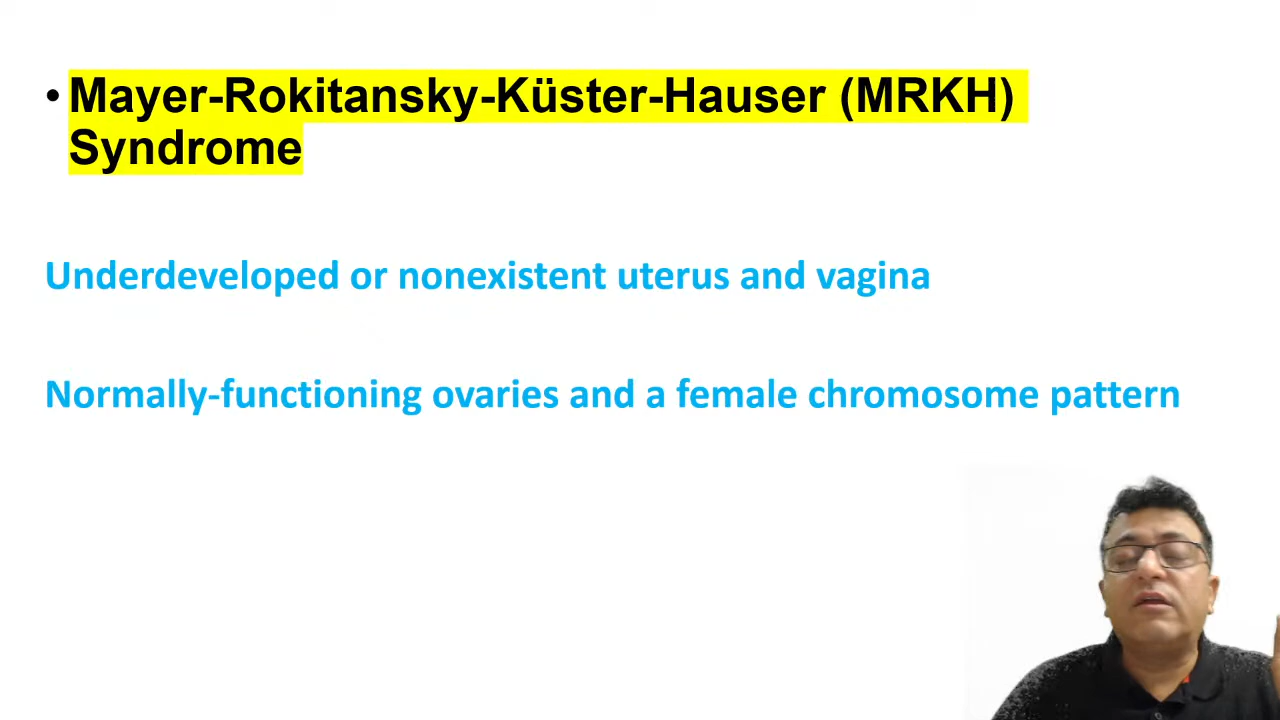 • Mayer-Rokitansky-Küster-Hauser (MRKH)
Syndrome
Underdeveloped or nonexistent uterus and vagina
Normally-functioning ovaries and a female chromosome pattern